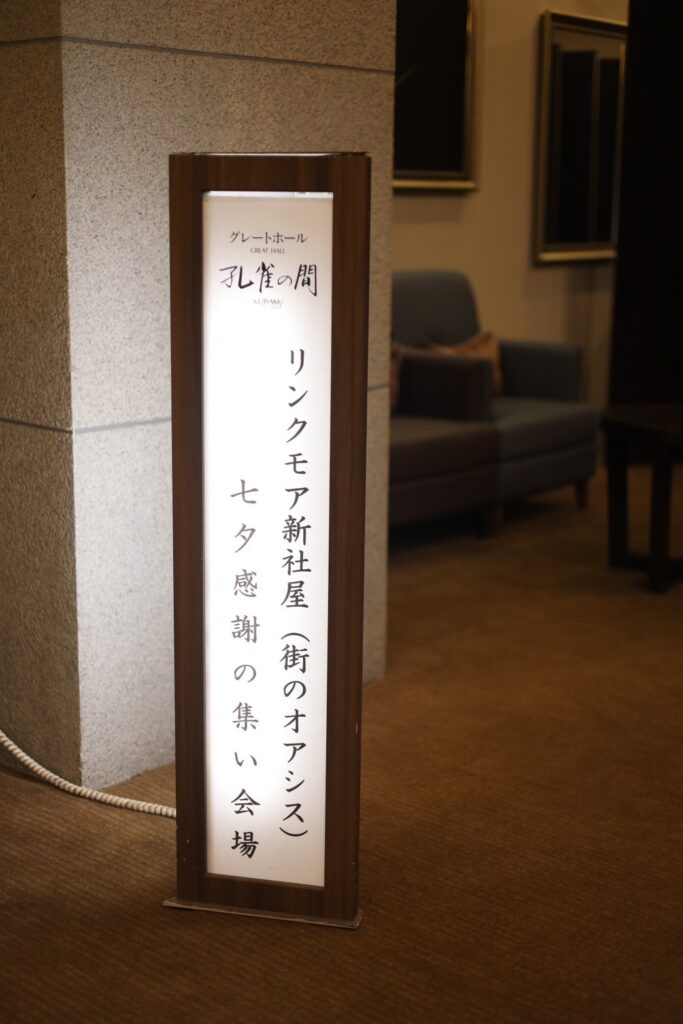 グレートホール
GREAT HALL
孔雀の間
KUJYAKU
リンクモア新社屋（街のオアシス）
七夕感謝の集い会場